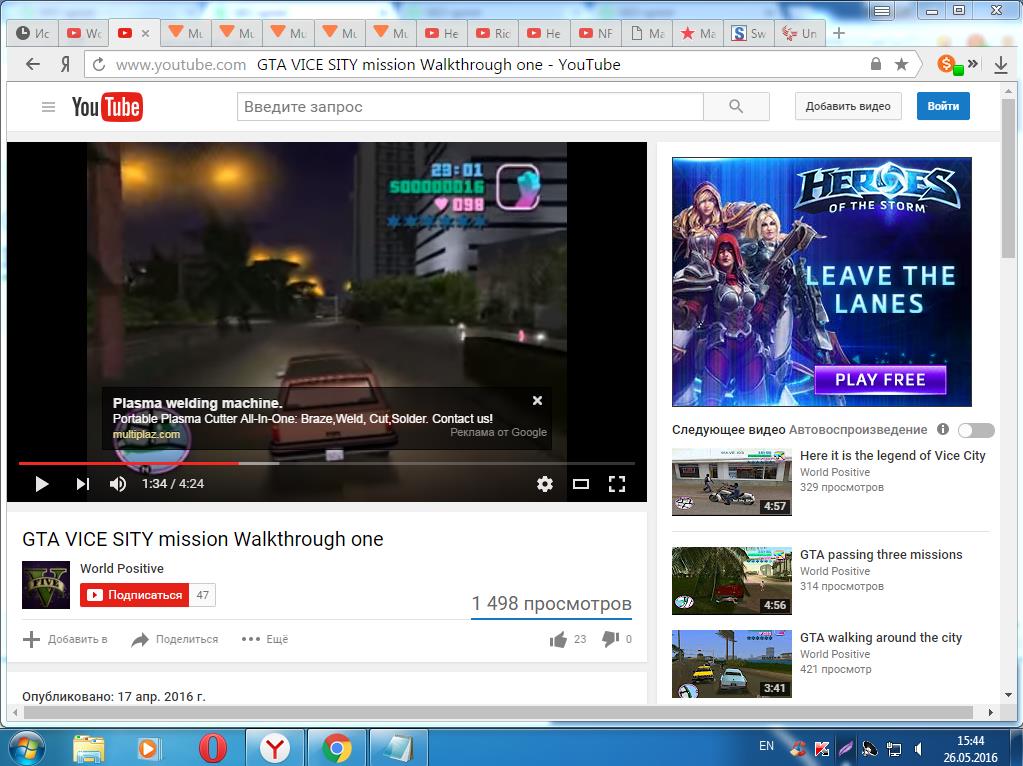 Ис
Wo
Mu
Mu
Mu
Mu
Mu
He
Ric
He
NF
Ma
Ma
Sw
Un
Я
www.youtube.com GTA VICE SITY mission Walkthrough one - YouTube
YouTube
Введите запрос
Добавить видео
Войти
23:01
$00000016
098
Plasma welding machine.
Portable Plasma Cutter All-In-One: Braze,Weld, Cut,Solder. Contact us!
multiplaz.com
Реклама от Google
N
1:34 / 4:24
GTA VICE SITY mission Walkthrough one
V
FIVE
World Positive
Подписаться 47
1 498 просмотров
Добавить в
Поделиться
Ещё
23
0
Опубликовано: 17 апр. 2016 г.
HEROES
OF THE STORM
LEAVE THE
LANES
PLAY FREE
Следующее видео Автовоспроизведение
Here it is the legend of Vice City
World Positive
329 просмотров
4:57
GTA passing three missions
World Positive
314 просмотров
4:56
GTA walking around the city
World Positive
421 просмотр
3:41
EN
15:44
26.05.2016